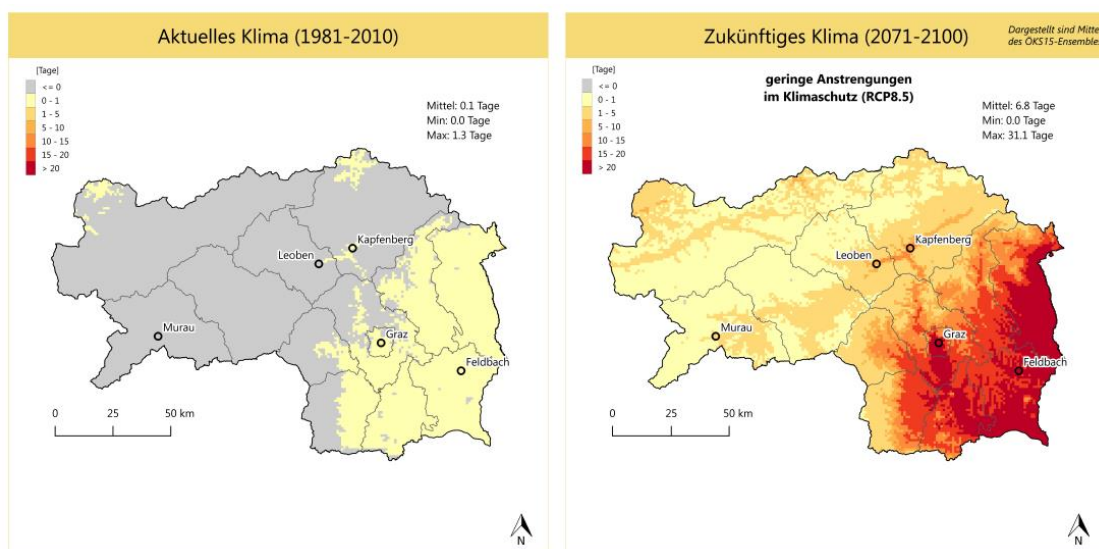 Aktuelles Klima (1981-2010)
[Tage]
<= 0
0 - 1
1 - 5
5 - 10
10 - 15
15 - 20
> 20
Mittel: 0.1 Tage
Min: 0.0 Tage
Max: 1.3 Tage
Kapfenberg
Leoben
Murau
Graz
Feldbach
0 25 50 km
N
Zukünftiges Klima (2071-2100)
Dargestellt sind Mitte
des ÖKS15-Ensemble
geringe Anstrengungen
im Klimaschutz (RCP8.5)
[Tage]
<= 0
0 - 1
1 - 5
5 - 10
10 - 15
15 - 20
> 20
Mittel: 6.8 Tage
Min: 0.0 Tage
Max: 31.1 Tage
Kapfenberg
Leoben
Murau
Graz
Feldbach
0 25 50 km
N